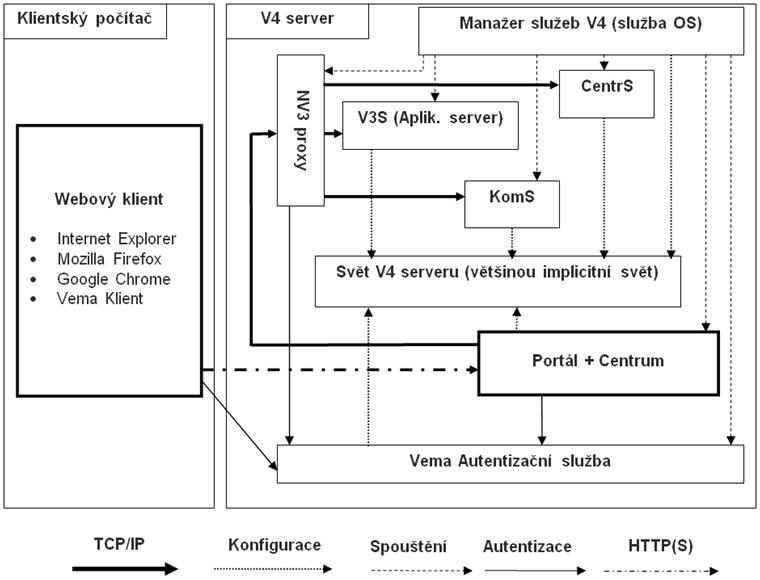 Klientský počítač
V4 server
Manažer služeb V4 (služba OS)
NV3 proxy
CentrS
V3S (Aplik. server)
Webový klient
• Internet Explorer
• Mozilla Firefox
• Google Chrome
• Vema Klient
KomS
Svět V4 serveru (většinou implicitní svět)
Portál + Centrum
Vema Autentizační služba
TCP/IP
Konfigurace
Spouštění
Autentizace
HTTP(S)